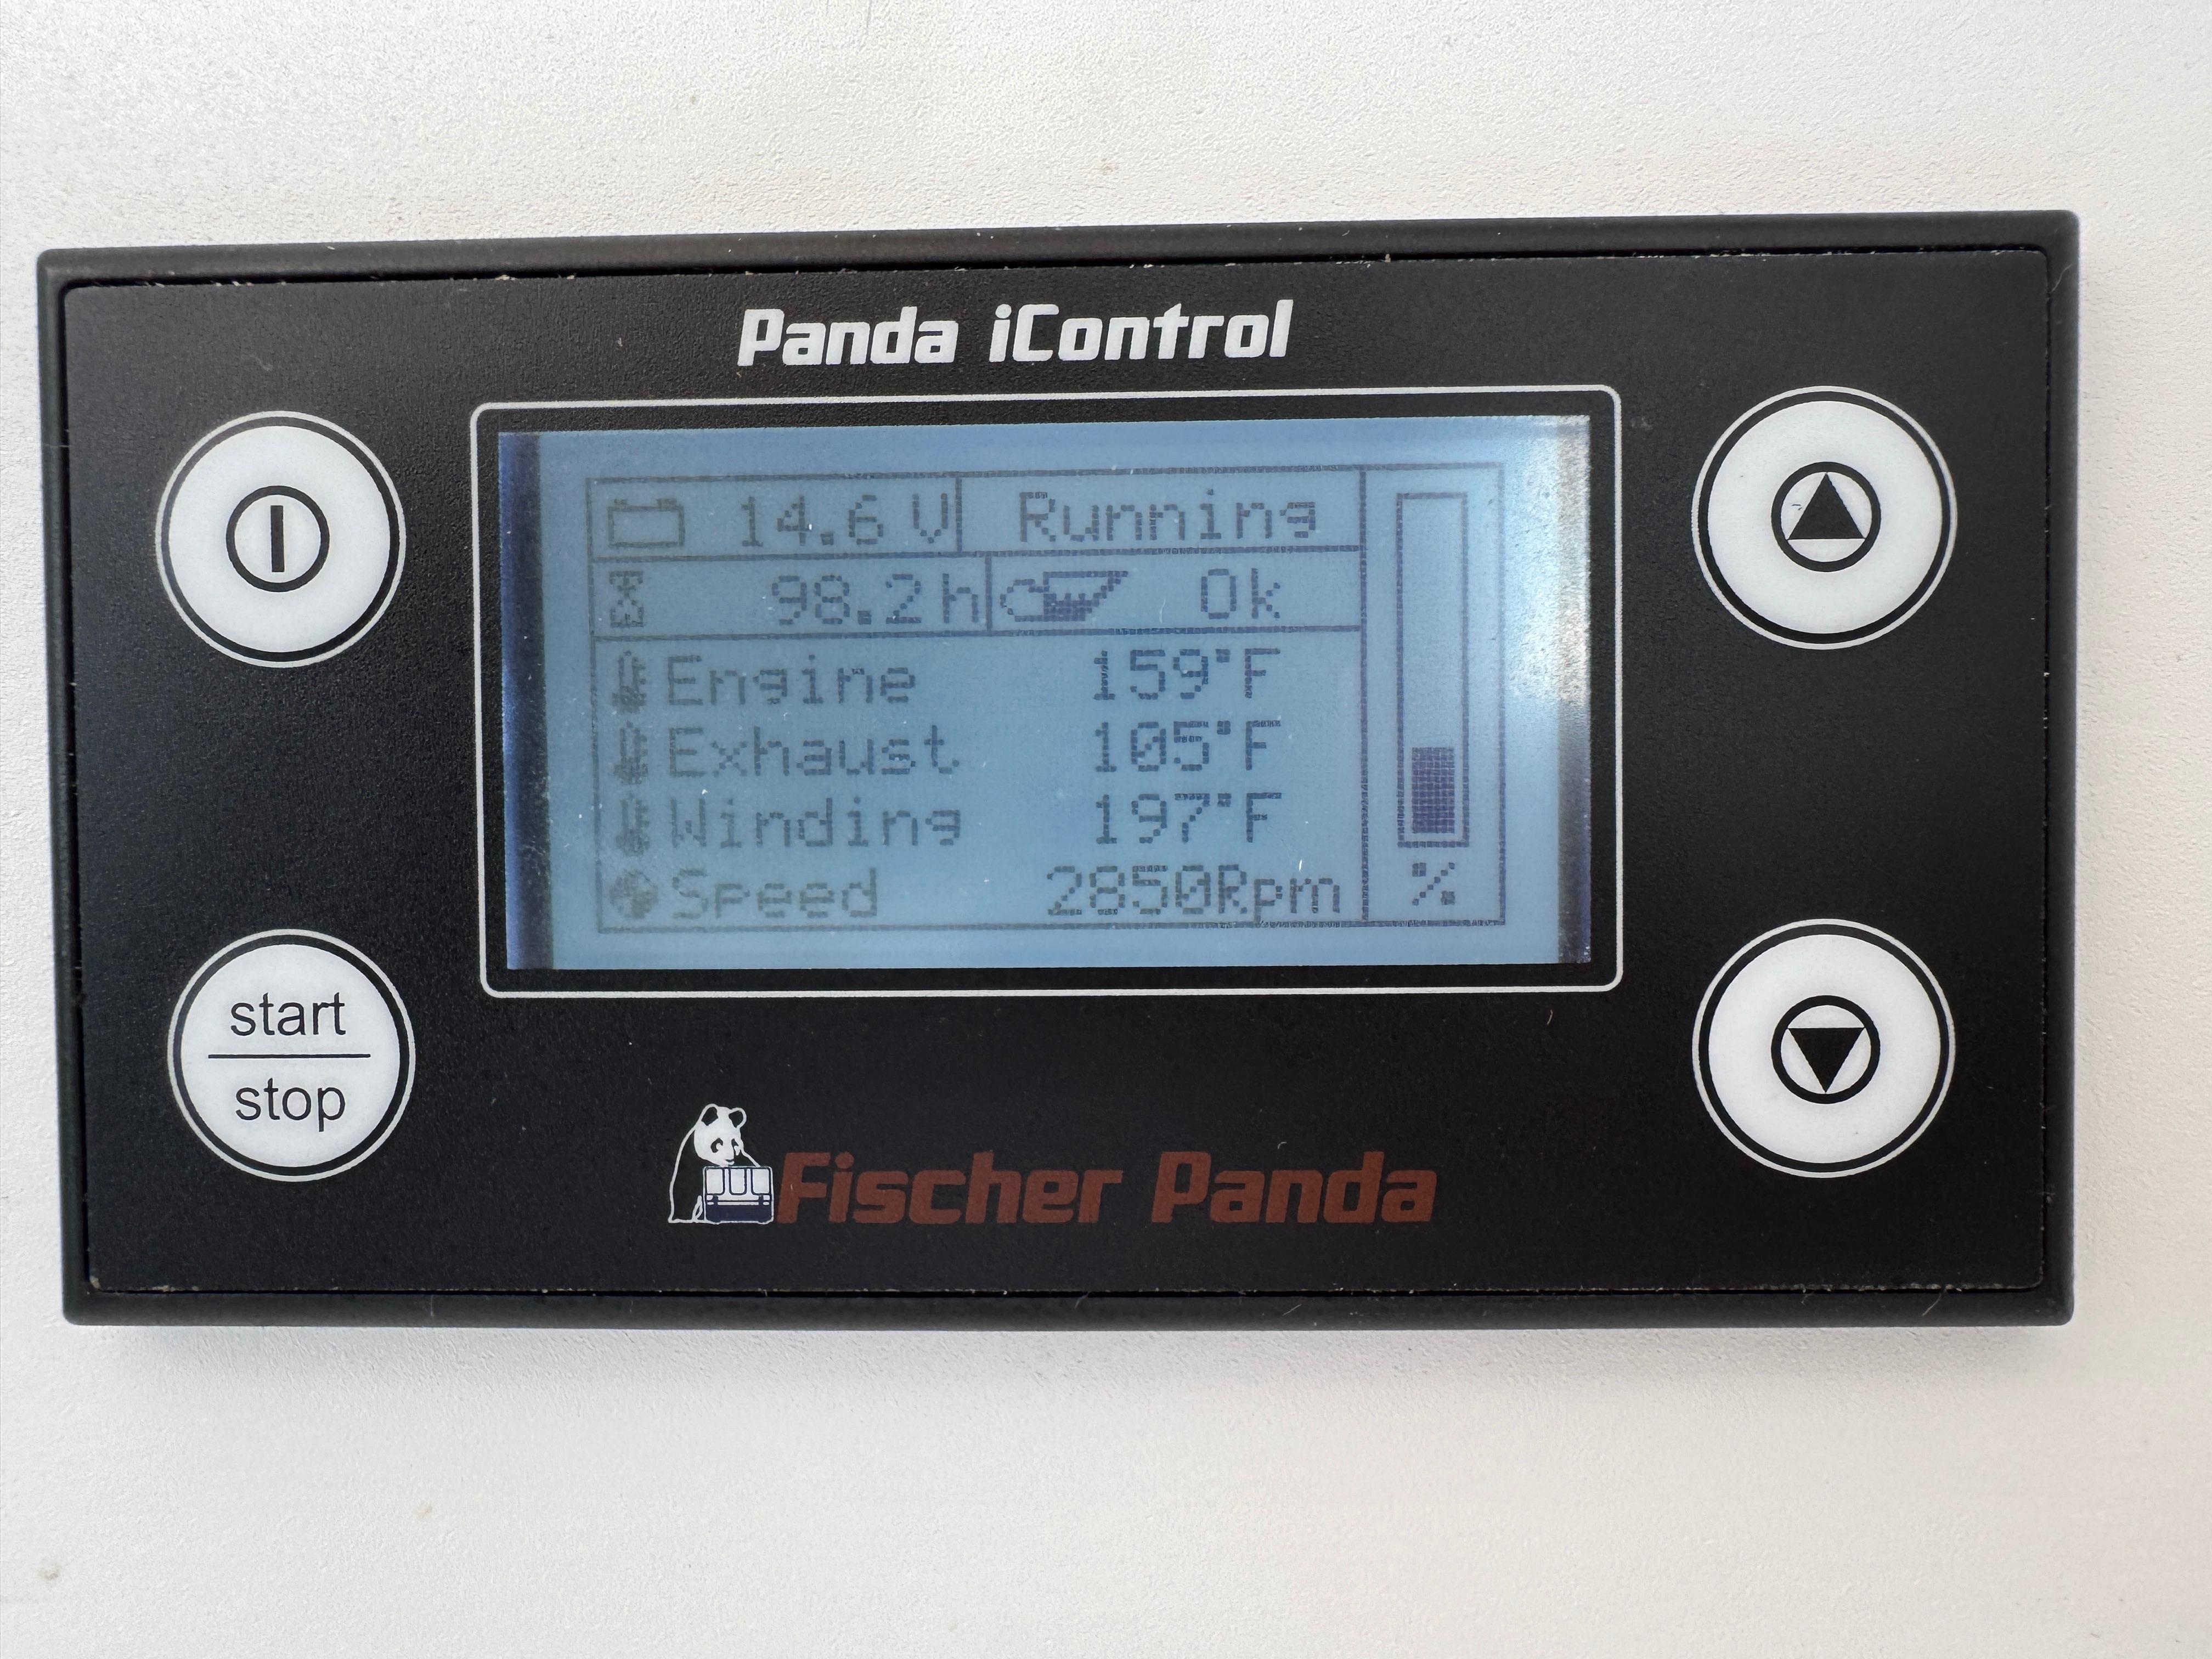 Panda iControl
14.6 V Running
98.2 h Ok
Engine 159°F
Exhaust 105°F
Winding 197°F
Speed 2850Rpm
%
start
stop
Fischer Panda